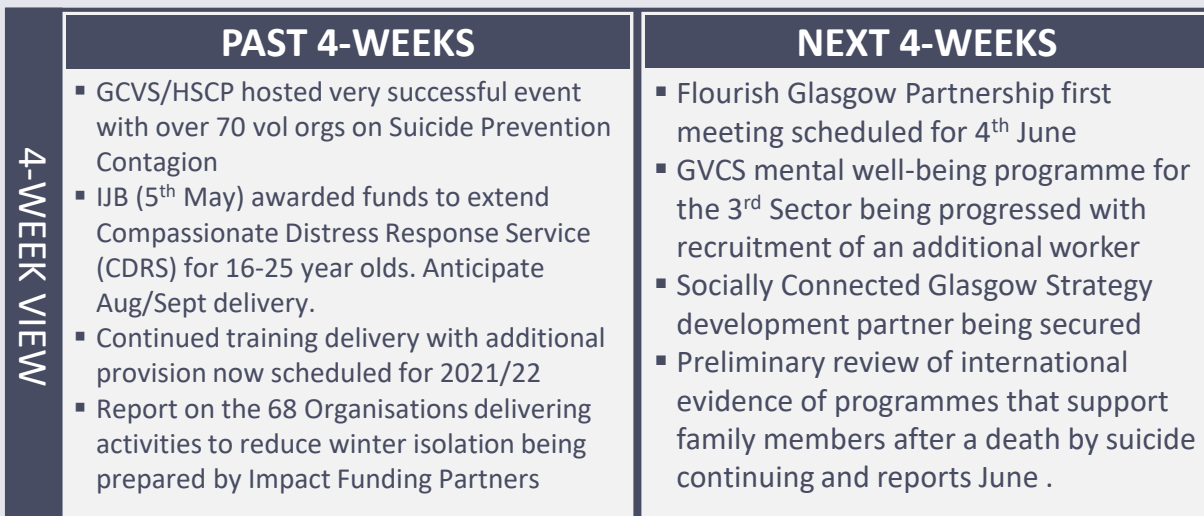 4-WEEK VIEW
PAST 4-WEEKS
▪ GCVS/HSCP hosted very successful event
with over 70 vol orgs on Suicide Prevention
Contagion
▪ IJB (5th May) awarded funds to extend
Compassionate Distress Response Service
(CDRS) for 16-25 year olds. Anticipate
Aug/Sept delivery.
▪ Continued training delivery with additional
provision now scheduled for 2021/22
▪ Report on the 68 Organisations delivering
activities to reduce winter isolation being
prepared by Impact Funding Partners
NEXT 4-WEEKS
▪ Flourish Glasgow Partnership first
meeting scheduled for 4th June
▪ GVCS mental well-being programme for
the 3rd Sector being progressed with
recruitment of an additional worker
▪ Socially Connected Glasgow Strategy
development partner being secured
▪ Preliminary review of international
evidence of programmes that support
family members after a death by suicide
continuing and reports June .